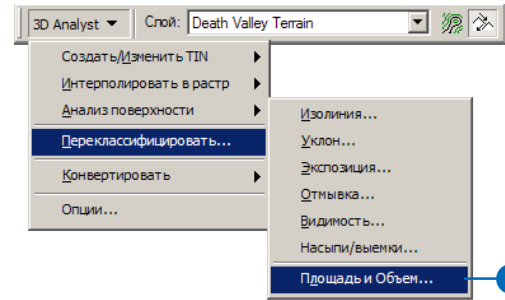 3D Analyst Слой: Death Valley Terrain
Создать/Изменить TIN
Интерполировать в растр
Анализ поверхности
Переклассифицировать...
Конвертировать
Опции...
Изолиния...
Уклон...
Экспозиция...
Отмывка...
Видимость...
Насыпи/выемки...
Площадь и Объем...